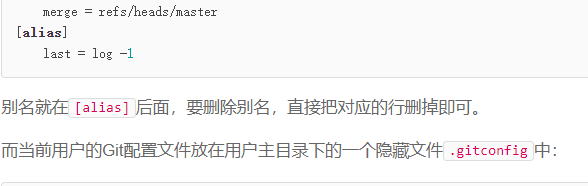 merge = refs/heads/master
[alias]
last = log -1
别名就在[alias]后面，要删除别名，直接把对应的行删掉即可。
而当前用户的Git配置文件放在用户主目录下的一个隐藏文件.gitconfig中：